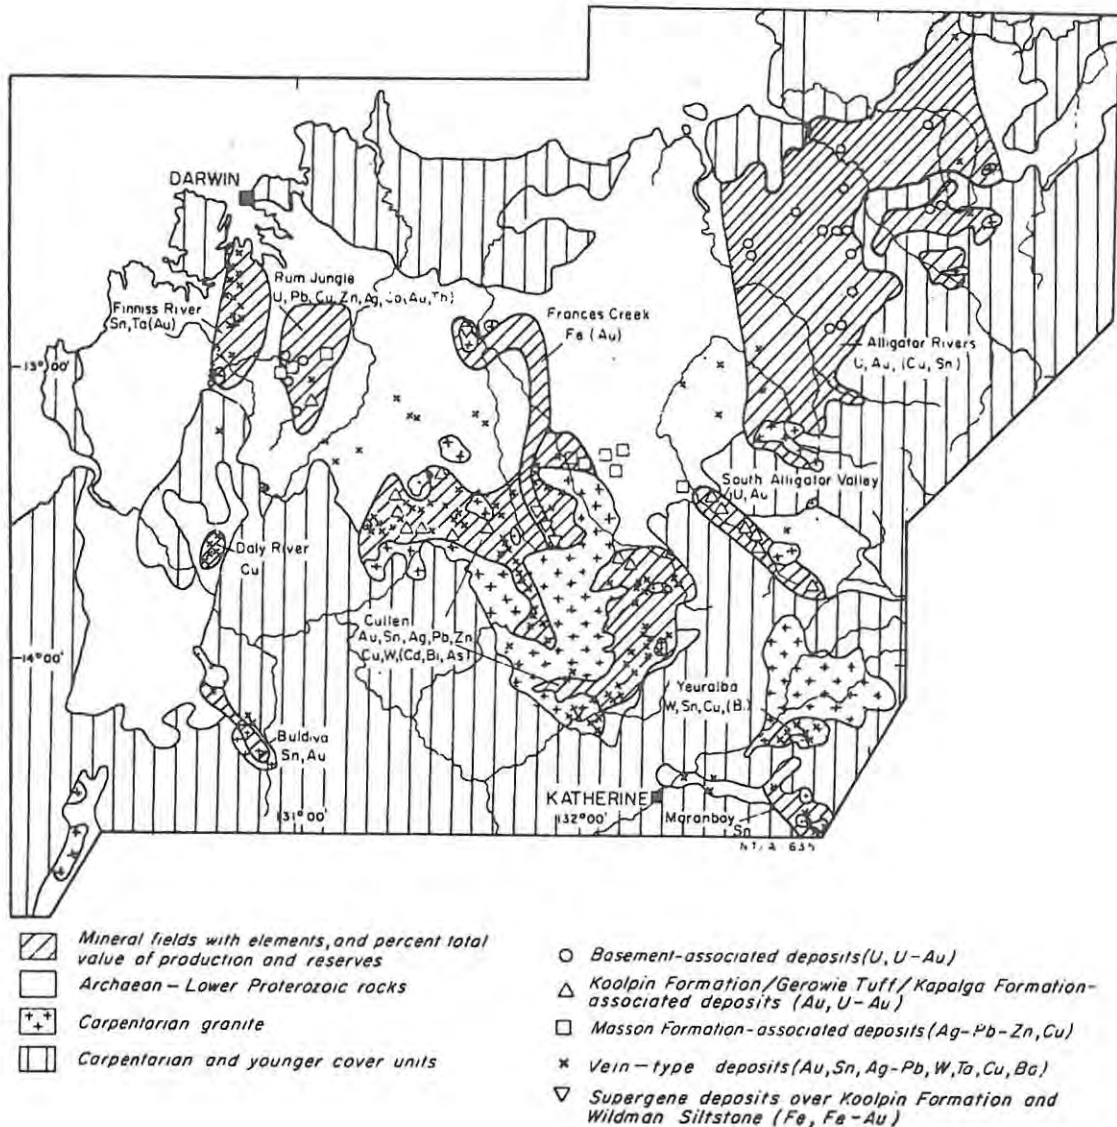 DARWIN
Finniss River
Sn, Ta (Au)
Rum Jungle
U, Pb, Cu, Zn, Ag, Co, Au, Th)
Frances Creek
Fe (Au)
Alligator Rivers
U, Au, (Cu, Sn)
13°00'
South Alligator Valley
U, Au
Daly River
Cu
Cullen
Au, Sn, Ag, Pb, Zn
Cu, W, (Cd, Bi, As)
14°00'
Yeuralba
W, Sn, Cu, (B.)
Buldiva
Sn, Au
KATHERINE
Maranboy
Sn
131°00'
132°00'
Mineral fields with elements, and percent total
value of production and reserves
Archaean – Lower Proterozoic rocks
Carpentarian granite
Carpentarian and younger cover units
Basement-associated deposits (U, U-Au)
Koolpin Formation/Gerowie Tuff/Kapalga Formation-
associated deposits (Au, U-Au)
Masson Formation-associated deposits (Ag-Pb-Zn, Cu)
Vein-type deposits (Au, Sn, Ag-Pb, W, Ta, Cu, Ba)
Supergene deposits over Koolpin Formation and
Wildman Siltstone (Fe, Fe-Au)